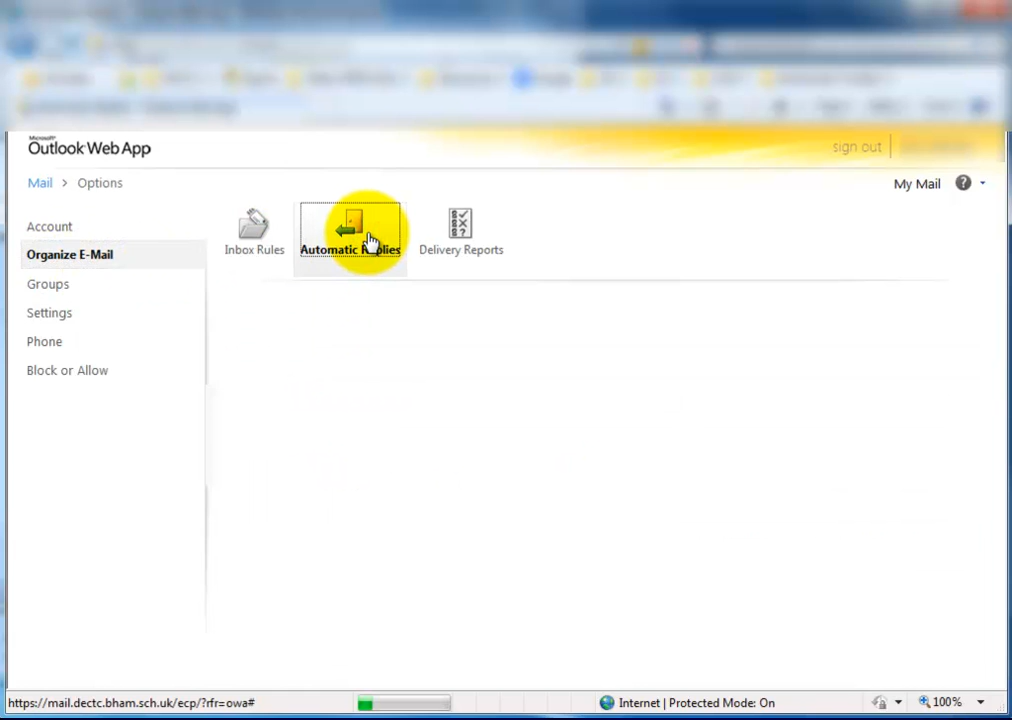 Microsoft
Outlook Web App
sign out
Mail > Options
My Mail
Account
Organize E-Mail
Groups
Settings
Phone
Block or Allow
Inbox Rules
Automatic Replies
Delivery Reports
https://mail.dectc.bham.sch.uk/ecp/?rfr=owa#
Internet | Protected Mode: On
100%